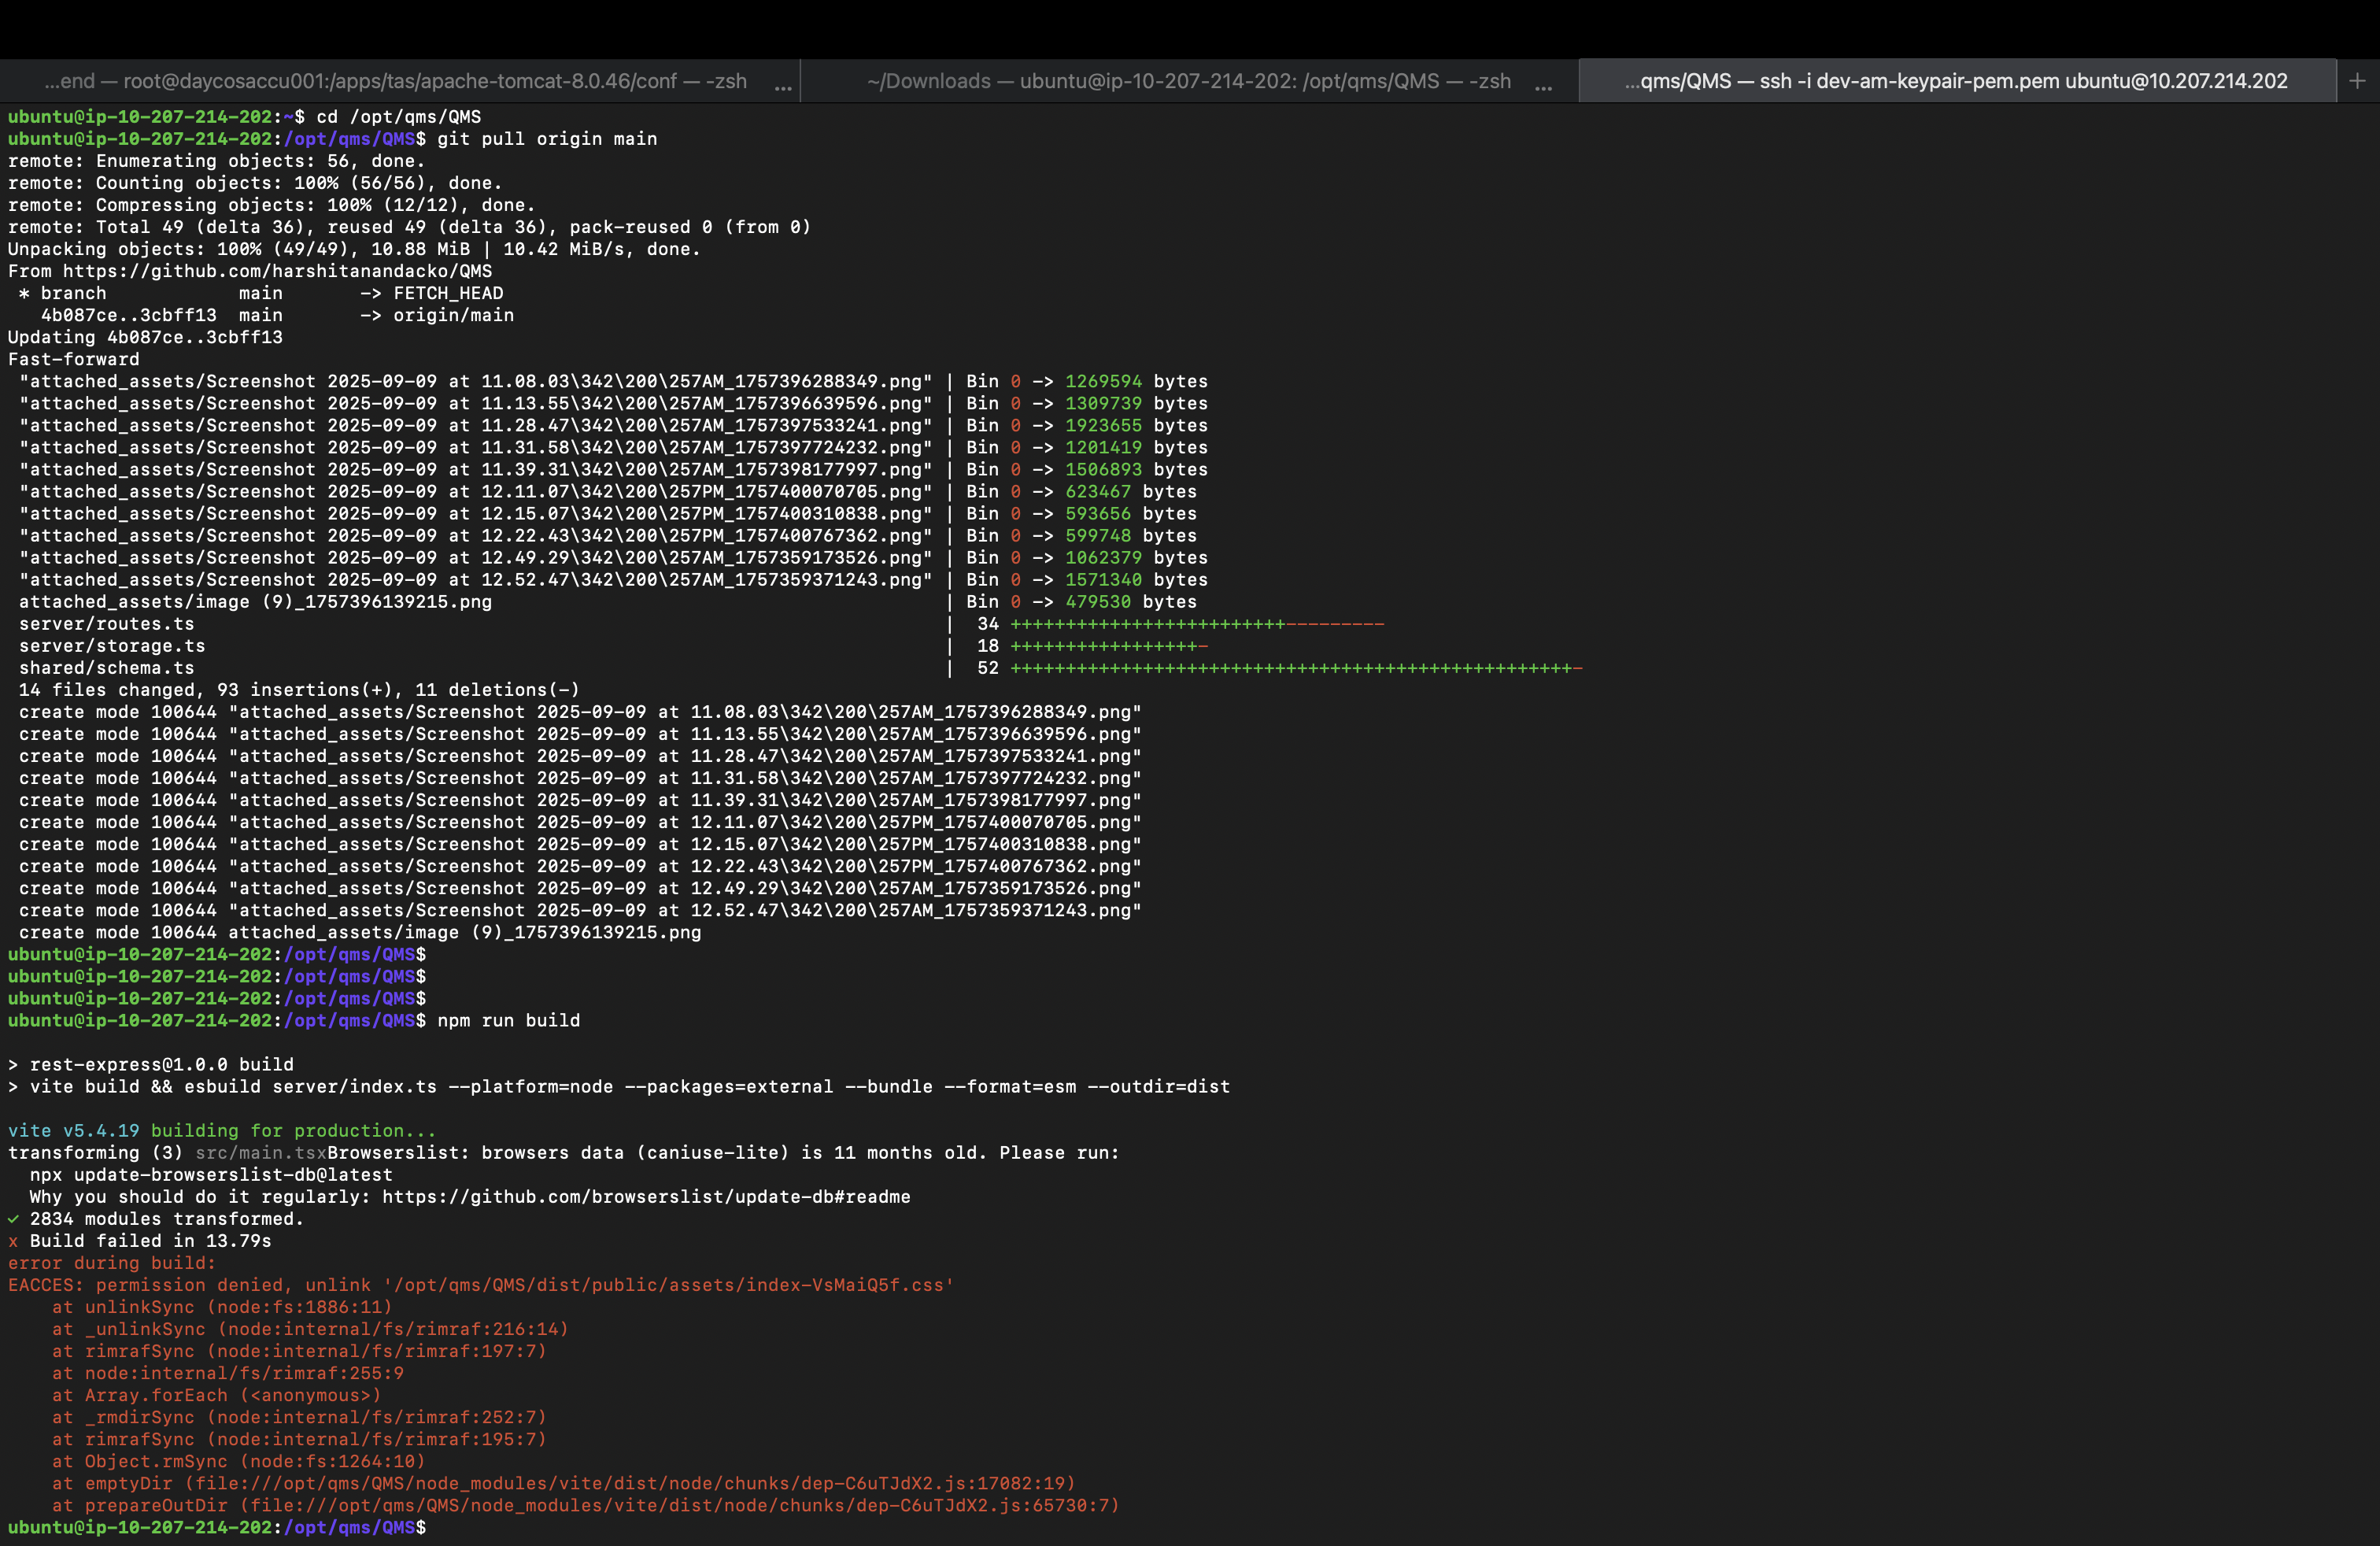 ...end — root@daycosaccu001:/apps/tas/apache-tomcat-8.0.46/conf — -zsh ...
~/Downloads — ubuntu@ip-10-207-214-202: /opt/qms/QMS — -zsh ...
...qms/QMS — ssh -i dev-am-keypair-pem.pem ubuntu@10.207.214.202 +
ubuntu@ip-10-207-214-202:~$ cd /opt/qms/QMS
ubuntu@ip-10-207-214-202:/opt/qms/QMS$ git pull origin main
remote: Enumerating objects: 56, done.
remote: Counting objects: 100% (56/56), done.
remote: Compressing objects: 100% (12/12), done.
remote: Total 49 (delta 36), reused 49 (delta 36), pack-reused 0 (from 0)
Unpacking objects: 100% (49/49), 10.88 MiB | 10.42 MiB/s, done.
From https://github.com/harshitanandacko/QMS
 * branch            main       -> FETCH_HEAD
   4b087ce..3cbff13  main       -> origin/main
Updating 4b087ce..3cbff13
Fast-forward
 "attached_assets/Screenshot 2025-09-09 at 11.08.03\342\200\257AM_1757396288349.png" | Bin 0 -> 1269594 bytes
 "attached_assets/Screenshot 2025-09-09 at 11.13.55\342\200\257AM_1757396639596.png" | Bin 0 -> 1309739 bytes
 "attached_assets/Screenshot 2025-09-09 at 11.28.47\342\200\257AM_1757397533241.png" | Bin 0 -> 1923655 bytes
 "attached_assets/Screenshot 2025-09-09 at 11.31.58\342\200\257AM_1757397724232.png" | Bin 0 -> 1201419 bytes
 "attached_assets/Screenshot 2025-09-09 at 11.39.31\342\200\257AM_1757398177997.png" | Bin 0 -> 1506893 bytes
 "attached_assets/Screenshot 2025-09-09 at 12.11.07\342\200\257PM_1757400070705.png" | Bin 0 -> 623467 bytes
 "attached_assets/Screenshot 2025-09-09 at 12.15.07\342\200\257PM_1757400310838.png" | Bin 0 -> 593656 bytes
 "attached_assets/Screenshot 2025-09-09 at 12.22.43\342\200\257PM_1757400767362.png" | Bin 0 -> 599748 bytes
 "attached_assets/Screenshot 2025-09-09 at 12.49.29\342\200\257AM_1757359173526.png" | Bin 0 -> 1062379 bytes
 "attached_assets/Screenshot 2025-09-09 at 12.52.47\342\200\257AM_1757359371243.png" | Bin 0 -> 1571340 bytes
 attached_assets/image (9)_1757396139215.png | Bin 0 -> 479530 bytes
 server/routes.ts | 34 +++++++++++++++++++++++++---------
 server/storage.ts | 18 +++++++++++++++++-
 shared/schema.ts | 52 +++++++++++++++++++++++++++++++++++++++++++++++++++-
 14 files changed, 93 insertions(+), 11 deletions(-)
 create mode 100644 "attached_assets/Screenshot 2025-09-09 at 11.08.03\342\200\257AM_1757396288349.png"
 create mode 100644 "attached_assets/Screenshot 2025-09-09 at 11.13.55\342\200\257AM_1757396639596.png"
 create mode 100644 "attached_assets/Screenshot 2025-09-09 at 11.28.47\342\200\257AM_1757397533241.png"
 create mode 100644 "attached_assets/Screenshot 2025-09-09 at 11.31.58\342\200\257AM_1757397724232.png"
 create mode 100644 "attached_assets/Screenshot 2025-09-09 at 11.39.31\342\200\257AM_1757398177997.png"
 create mode 100644 "attached_assets/Screenshot 2025-09-09 at 12.11.07\342\200\257PM_1757400070705.png"
 create mode 100644 "attached_assets/Screenshot 2025-09-09 at 12.15.07\342\200\257PM_1757400310838.png"
 create mode 100644 "attached_assets/Screenshot 2025-09-09 at 12.22.43\342\200\257PM_1757400767362.png"
 create mode 100644 "attached_assets/Screenshot 2025-09-09 at 12.49.29\342\200\257AM_1757359173526.png"
 create mode 100644 "attached_assets/Screenshot 2025-09-09 at 12.52.47\342\200\257AM_1757359371243.png"
 create mode 100644 attached_assets/image (9)_1757396139215.png
ubuntu@ip-10-207-214-202:/opt/qms/QMS$
ubuntu@ip-10-207-214-202:/opt/qms/QMS$
ubuntu@ip-10-207-214-202:/opt/qms/QMS$
ubuntu@ip-10-207-214-202:/opt/qms/QMS$ npm run build
> rest-express@1.0.0 build
> vite build && esbuild server/index.ts --platform=node --packages=external --bundle --format=esm --outdir=dist
vite v5.4.19 building for production...
transforming (3) src/main.tsxBrowserslist: browsers data (caniuse-lite) is 11 months old. Please run:
  npx update-browserslist-db@latest
  Why you should do it regularly: https://github.com/browserslist/update-db#readme
✓ 2834 modules transformed.
x Build failed in 13.79s
error during build:
EACCES: permission denied, unlink '/opt/qms/QMS/dist/public/assets/index-VsMaiQ5f.css'
    at unlinkSync (node:fs:1886:11)
    at _unlinkSync (node:internal/fs/rimraf:216:14)
    at rimrafSync (node:internal/fs/rimraf:197:7)
    at node:internal/fs/rimraf:255:9
    at Array.forEach (<anonymous>)
    at _rmdirSync (node:internal/fs/rimraf:252:7)
    at rimrafSync (node:internal/fs/rimraf:195:7)
    at Object.rmSync (node:fs:1264:10)
    at emptyDir (file:///opt/qms/QMS/node_modules/vite/dist/node/chunks/dep-C6uTJdX2.js:17082:19)
    at prepareOutDir (file:///opt/qms/QMS/node_modules/vite/dist/node/chunks/dep-C6uTJdX2.js:65730:7)
ubuntu@ip-10-207-214-202:/opt/qms/QMS$